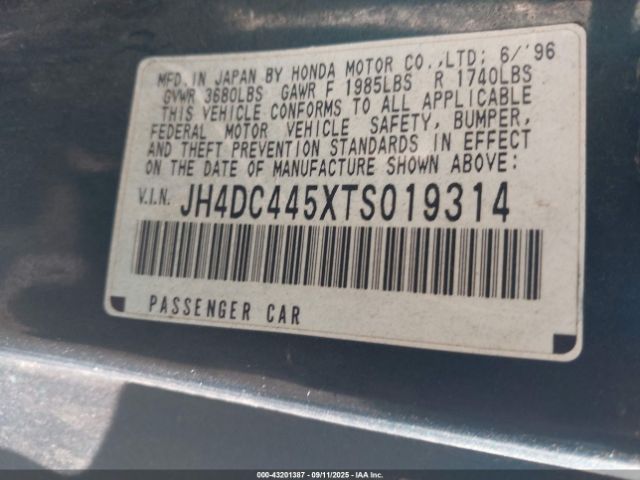 MFD. IN JAPAN BY HONDA MOTOR CO.,LTD: 6/'96
GVWR 3680LBS GAWR F 1985LBS R 1740LBS
THIS VEHICLE CONFORMS TO ALL APPLICABLE
FEDERAL MOTOR VEHICLE SAFETY, BUMPER,
AND THEFT PREVENTION STANDARDS IN EFFECT
ON THE DATE OF MANUFACTURE SHOWN ABOVE:
V.I.N. JH4DC445XTS019314
PASSENGER CAR
000-43201387 - 09/11/2025 - IAA Inc.